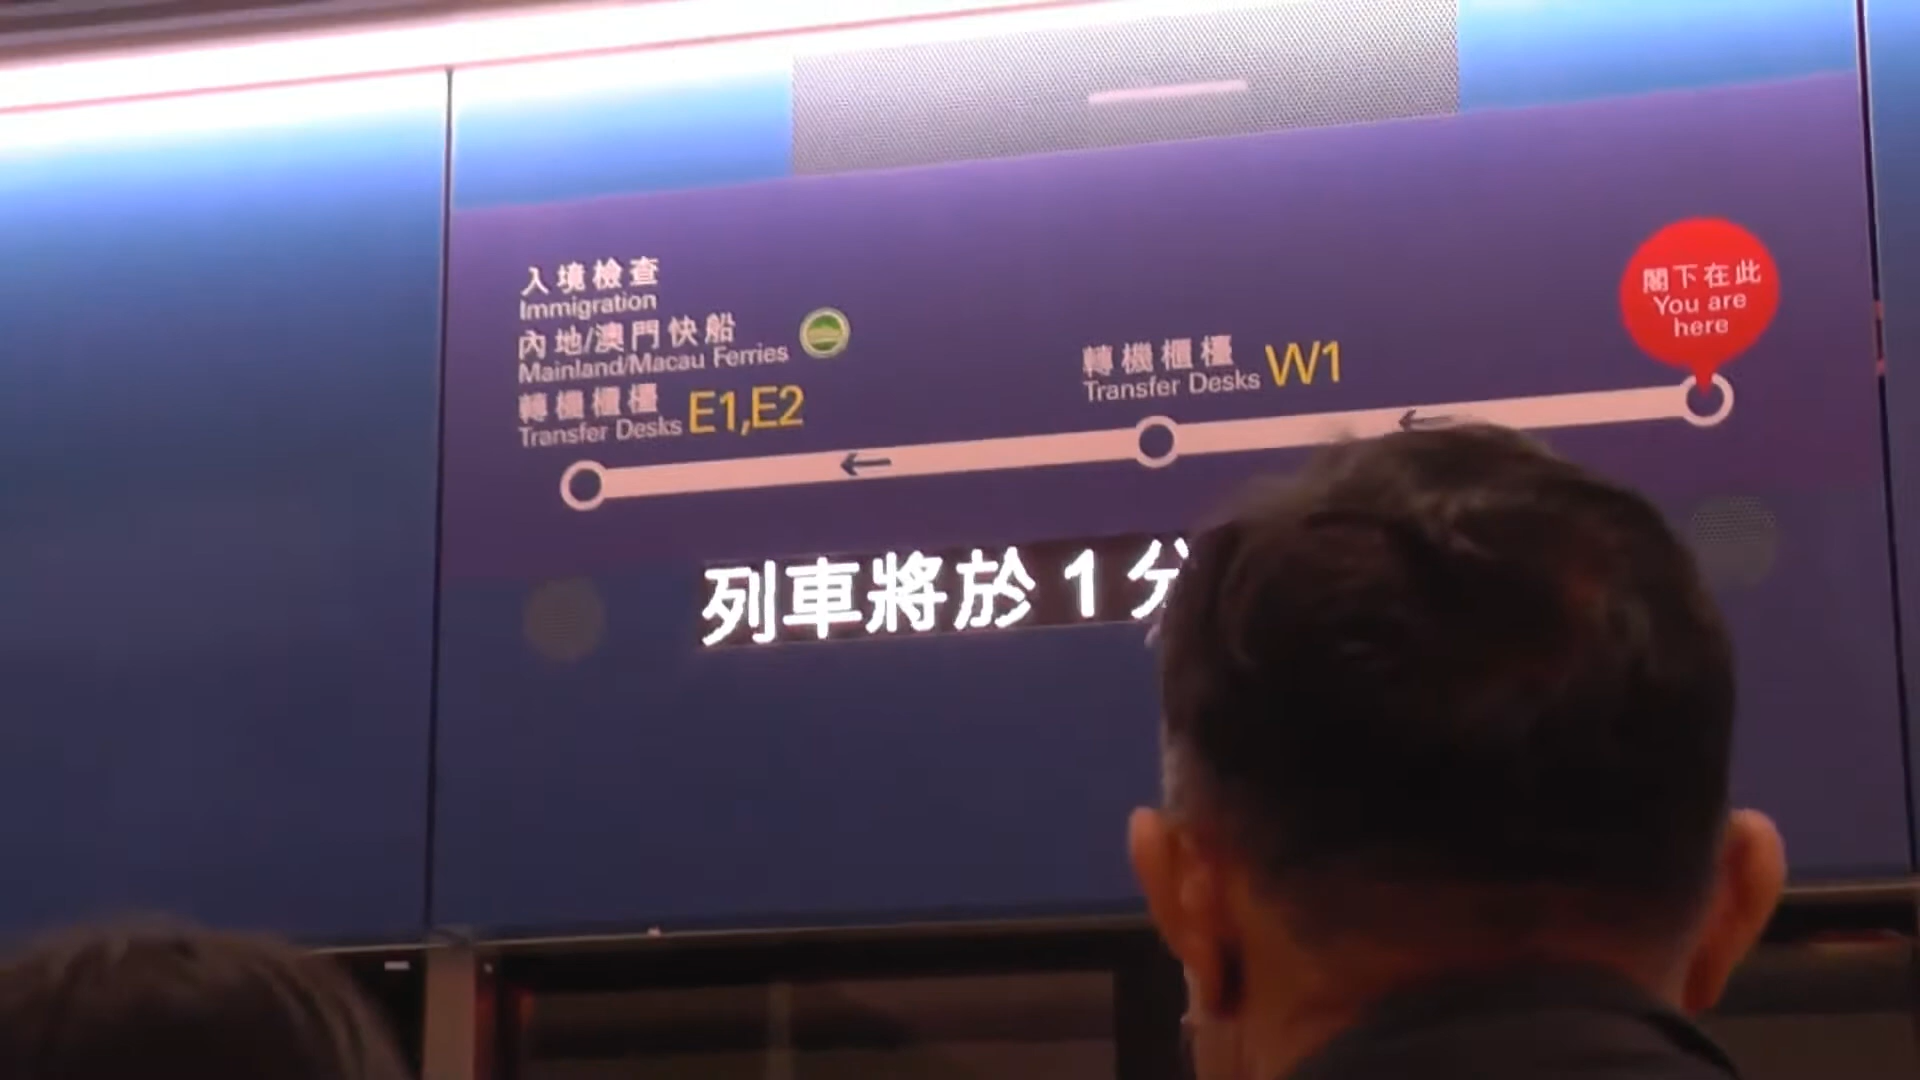 入境檢查
Immigration
內地/澳門快船
Mainland/Macau Ferries
轉機櫃檯
Transfer Desks E1,E2
轉機櫃檯
Transfer Desks W1
閣下在此
You are
here
列車將於 1 分